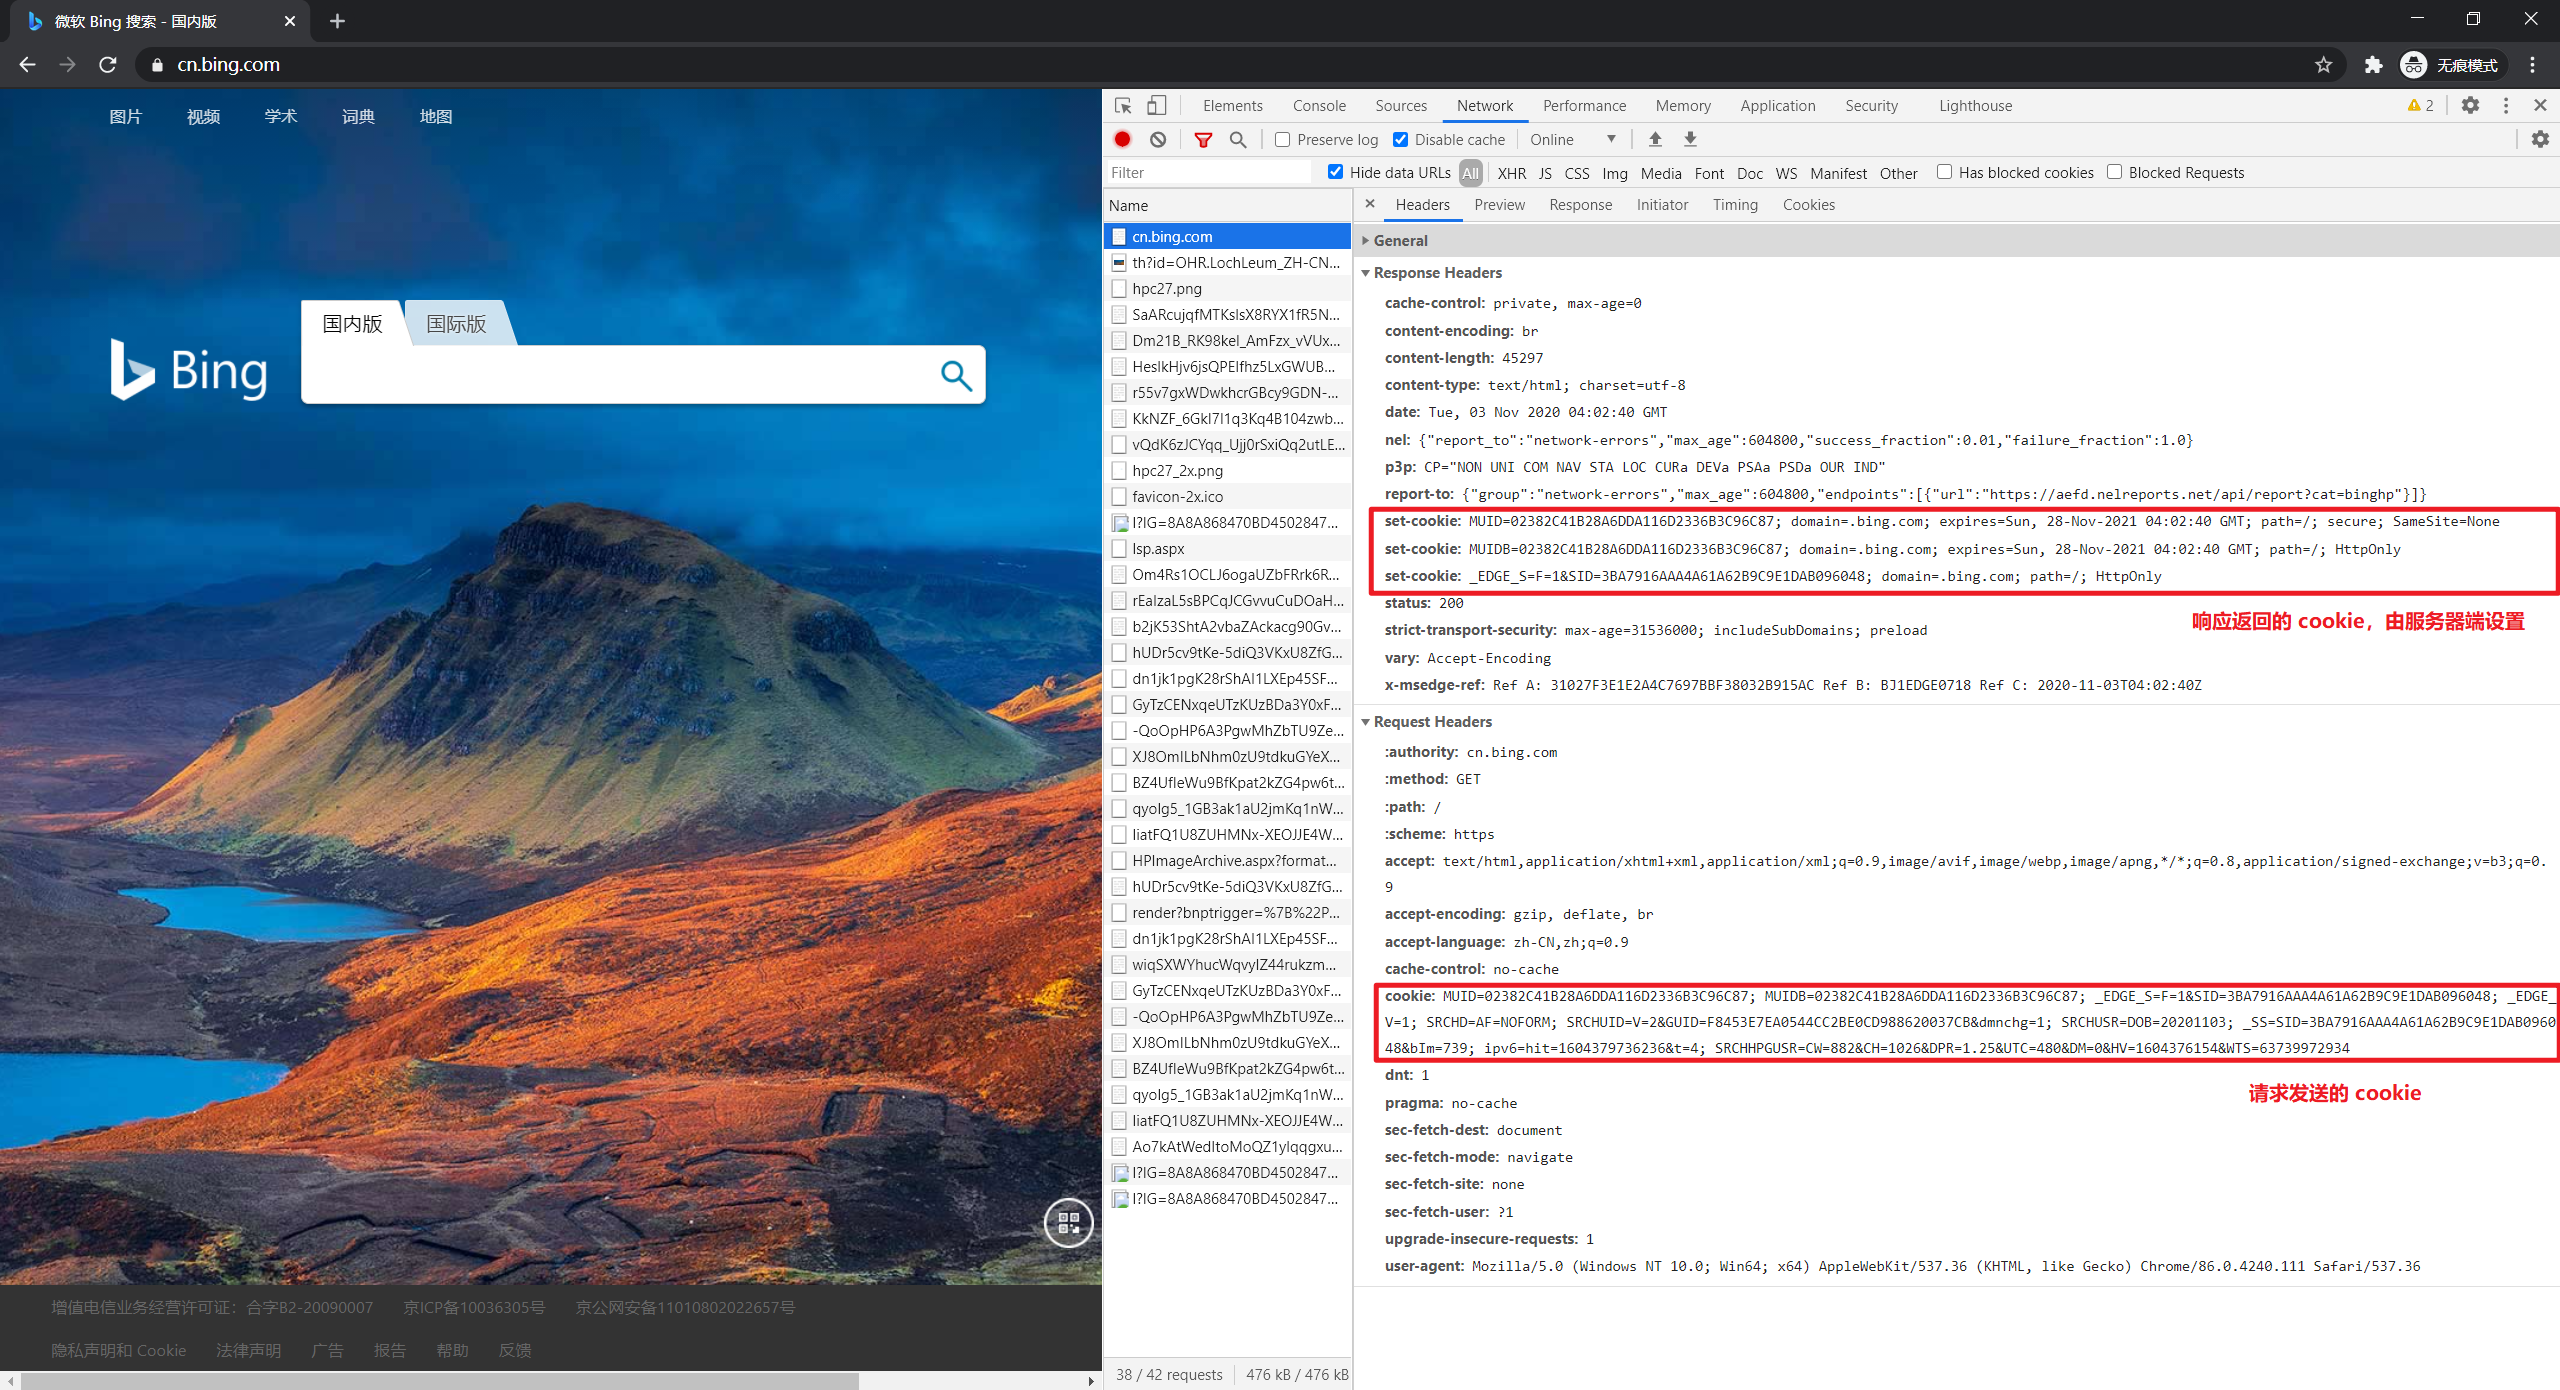 微软 Bing 搜索 - 国内版
cn.bing.com
无痕模式
图片 视频 学术 词典 地图
国内版 国际版
Bing
增值电信业务经营许可证：合字B2-20090007 京ICP备10036305号 京公网安备11010802022657号
隐私声明和 Cookie 法律声明 广告 报告 帮助 反馈
Elements Console Sources Network Performance Memory Application Security Lighthouse 2
Preserve log Disable cache Online
Filter Hide data URLs All XHR JS CSS Img Media Font Doc WS Manifest Other Has blocked cookies Blocked Requests
Name
cn.bing.com
th?id=OHR.LochLeum_ZH-CN...
hpc27.png
SaARcujqfMTKslsX8RYX1fR5N...
Dm21B_RK98kel_AmFzx_vVUx...
HeslkHjv6jsQPElfhz5LxGWUB...
r55v7gxWDwkhcrGBcy9GDN-...
KkNZF_6GkI7l1q3Kq4B104zwb...
vQdK6zJCYqq_Ujj0rSxiQq2utLE...
hpc27_2x.png
favicon-2x.ico
l?IG=8A8A868470BD4502847...
lsp.aspx
Om4Rs1OCLJ6ogaUZbFRrk6R...
rEaIzaL5sBPCqJCGvvuCuDOaH...
b2jK53ShtA2vbaZAckacg90Gv...
hUDr5cv9tKe-5diQ3VKxU8ZfG...
dn1jk1pgK28rShAI1LXEp45SF...
GyTzCENxqeUTzKUzBDa3Y0xF...
-QoOpHP6A3PgwMhZbTU9Ze...
XJ8OmILbNhm0zU9tdkuGYeX...
BZ4UfleWu9BfKpat2kZG4pw6t...
qyoIg5_1GB3ak1aU2jmKq1nW...
liatFQ1U8ZUHMNx-XEOJJE4W...
HPImageArchive.aspx?format...
hUDr5cv9tKe-5diQ3VKxU8ZfG...
render?bnptrigger=%7B%22P...
dn1jk1pgK28rShAI1LXEp45SF...
wiqSXWYhucWqvyIZ44rukzm...
GyTzCENxqeUTzKUzBDa3Y0xF...
-QoOpHP6A3PgwMhZbTU9Ze...
XJ8OmILbNhm0zU9tdkuGYeX...
BZ4UfleWu9BfKpat2kZG4pw6t...
qyoIg5_1GB3ak1aU2jmKq1nW...
liatFQ1U8ZUHMNx-XEOJJE4W...
Ao7kAtWedItoMoQZ1ylqqgxu...
l?IG=8A8A868470BD4502847...
l?IG=8A8A868470BD4502847...
38 / 42 requests 476 kB / 476 kB
Headers Preview Response Initiator Timing Cookies
General
Response Headers
cache-control: private, max-age=0
content-encoding: br
content-length: 45297
content-type: text/html; charset=utf-8
date: Tue, 03 Nov 2020 04:02:40 GMT
nel: {"report_to":"network-errors","max_age":604800,"success_fraction":0.01,"failure_fraction":1.0}
p3p: CP="NON UNI COM NAV STA LOC CURa DEVa PSAa PSDa OUR IND"
report-to: {"group":"network-errors","max_age":604800,"endpoints":[{"url":"https://aefd.nelreports.net/api/report?cat=binghp"}]}
set-cookie: MUID=02382C41B28A6DDA116D2336B3C96C87; domain=.bing.com; expires=Sun, 28-Nov-2021 04:02:40 GMT; path=/; secure; SameSite=None
set-cookie: MUIDB=02382C41B28A6DDA116D2336B3C96C87; domain=.bing.com; expires=Sun, 28-Nov-2021 04:02:40 GMT; path=/; HttpOnly
set-cookie: _EDGE_S=F=1&SID=3BA7916AAA4A61A62B9C9E1DAB096048; domain=.bing.com; path=/; HttpOnly
status: 200
响应返回的 cookie，由服务器端设置
strict-transport-security: max-age=31536000; includeSubDomains; preload
vary: Accept-Encoding
x-msedge-ref: Ref A: 31027F3E1E2A4C7697BBF38032B915AC Ref B: BJ1EDGE0718 Ref C: 2020-11-03T04:02:40Z
Request Headers
:authority: cn.bing.com
:method: GET
:path: /
:scheme: https
accept: text/html,application/xhtml+xml,application/xml;q=0.9,image/avif,image/webp,image/apng,*/*;q=0.8,application/signed-exchange;v=b3;q=0.
9
accept-encoding: gzip, deflate, br
accept-language: zh-CN,zh;q=0.9
cache-control: no-cache
cookie: MUID=02382C41B28A6DDA116D2336B3C96C87; MUIDB=02382C41B28A6DDA116D2336B3C96C87; _EDGE_S=F=1&SID=3BA7916AAA4A61A62B9C9E1DAB096048; _EDGE_
V=1; SRCHD=AF=NOFORM; SRCHUID=V=2&GUID=F8453E7EA0544CC2BE0CD988620037CB&dmnchg=1; SRCHUSR=DOB=20201103; _SS=SID=3BA7916AAA4A61A62B9C9E1DAB0960
48&bIm=739; ipv6=hit=1604379736236&t=4; SRCHHPGUSR=CW=882&CH=1026&DPR=1.25&UTC=480&DM=0&HV=1604376154&WTS=63739972934
dnt: 1
请求发送的 cookie
pragma: no-cache
sec-fetch-dest: document
sec-fetch-mode: navigate
sec-fetch-site: none
sec-fetch-user: ?1
upgrade-insecure-requests: 1
user-agent: Mozilla/5.0 (Windows NT 10.0; Win64; x64) AppleWebKit/537.36 (KHTML, like Gecko) Chrome/86.0.4240.111 Safari/537.36